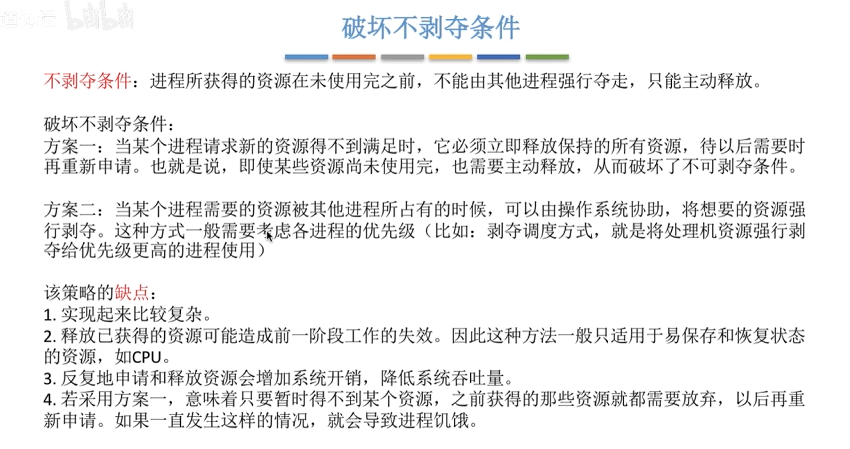 bilibili
破坏不剥夺条件
不剥夺条件：进程所获得的资源在未使用完之前，不能由其他进程强行夺走，只能主动释放。
破坏不剥夺条件：
方案一：当某个进程请求新的资源得不到满足时，它必须立即释放保持的所有资源，待以后需要时
再重新申请。也就是说，即使某些资源尚未使用完，也需要主动释放，从而破坏了不可剥夺条件。
方案二：当某个进程需要的资源被其他进程所占有的时候，可以由操作系统协助，将想要的资源强
行剥夺。这种方式一般需要考虑各进程的优先级（比如：剥夺调度方式，就是将处理机资源强行剥
夺给优先级更高的进程使用）
该策略的缺点：
1. 实现起来比较复杂。
2. 释放已获得的资源可能造成前一阶段工作的失效。因此这种方法一般只适用于易保存和恢复状态
的资源，如CPU。
3. 反复地申请和释放资源会增加系统开销，降低系统吞吐量。
4. 若采用方案一，意味着只要暂时得不到某个资源，之前获得的那些资源就都需要放弃，以后再重
新申请。如果一直发生这样的情况，就会导致进程饥饿。